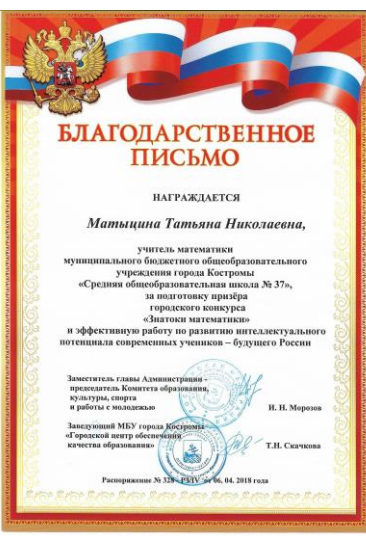 БЛАГОДАРСТВЕННОЕ
ПИСЬМО
НАГРАЖДАЕТСЯ
Матыцина Татьяна Николаевна,
учитель математики
муниципального бюджетного общеобразовательного
учреждения города Костромы
«Средняя общеобразовательная школа № 37»,
за подготовку призёра
городского конкурса
«Знатоки математики»
и эффективную работу по развитию интеллектуального
потенциала современных учеников – будущего России
Заместитель главы Администрации -
председатель Комитета образования,
культуры, спорта
и работы с молодежью
И. Н. Морозов
Заведующий МБУ города Костромы
«Городской центр обеспечения
качества образования»
Т.Н. Скачкова
Распоряжение № 328 - РЗ/IV от 06. 04. 2018 года